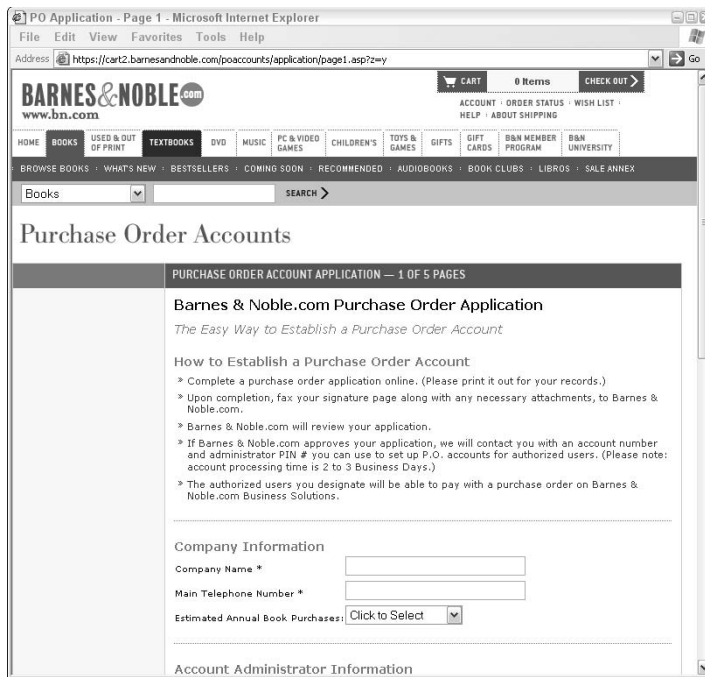 PO Application - Page 1 - Microsoft Internet Explorer
File Edit View Favorites Tools Help
Address https://cart2.barnesandnoble.com/poaccounts/application/page1.asp?z=y Go
BARNES&NOBLE.com
www.bn.com
CART 0 Items CHECK OUT
ACCOUNT ORDER STATUS WISH LIST
HELP ABOUT SHIPPING
HOME BOOKS USED & OUT OF PRINT TEXTBOOKS DVD MUSIC PC & VIDEO GAMES CHILDREN'S TOYS & GAMES GIFTS GIFT CARDS B&N MEMBER PROGRAM B&N UNIVERSITY
BROWSE BOOKS : WHAT'S NEW : BESTSELLERS : COMING SOON : RECOMMENDED : AUDIOBOOKS : BOOK CLUBS : LIBROS : SALE ANNEX
Books SEARCH
Purchase Order Accounts
PURCHASE ORDER ACCOUNT APPLICATION — 1 OF 5 PAGES
Barnes & Noble.com Purchase Order Application
The Easy Way to Establish a Purchase Order Account
How to Establish a Purchase Order Account
» Complete a purchase order application online. (Please print it out for your records.)
» Upon completion, fax your signature page along with any necessary attachments, to Barnes &
Noble.com.
» Barnes & Noble.com will review your application.
» If Barnes & Noble.com approves your application, we will contact you with an account number
and administrator PIN # you can use to set up P.O. accounts for authorized users. (Please note:
account processing time is 2 to 3 Business Days.)
» The authorized users you designate will be able to pay with a purchase order on Barnes &
Noble.com Business Solutions.
Company Information
Company Name *
Main Telephone Number *
Estimated Annual Book Purchases: Click to Select
Account Administrator Information